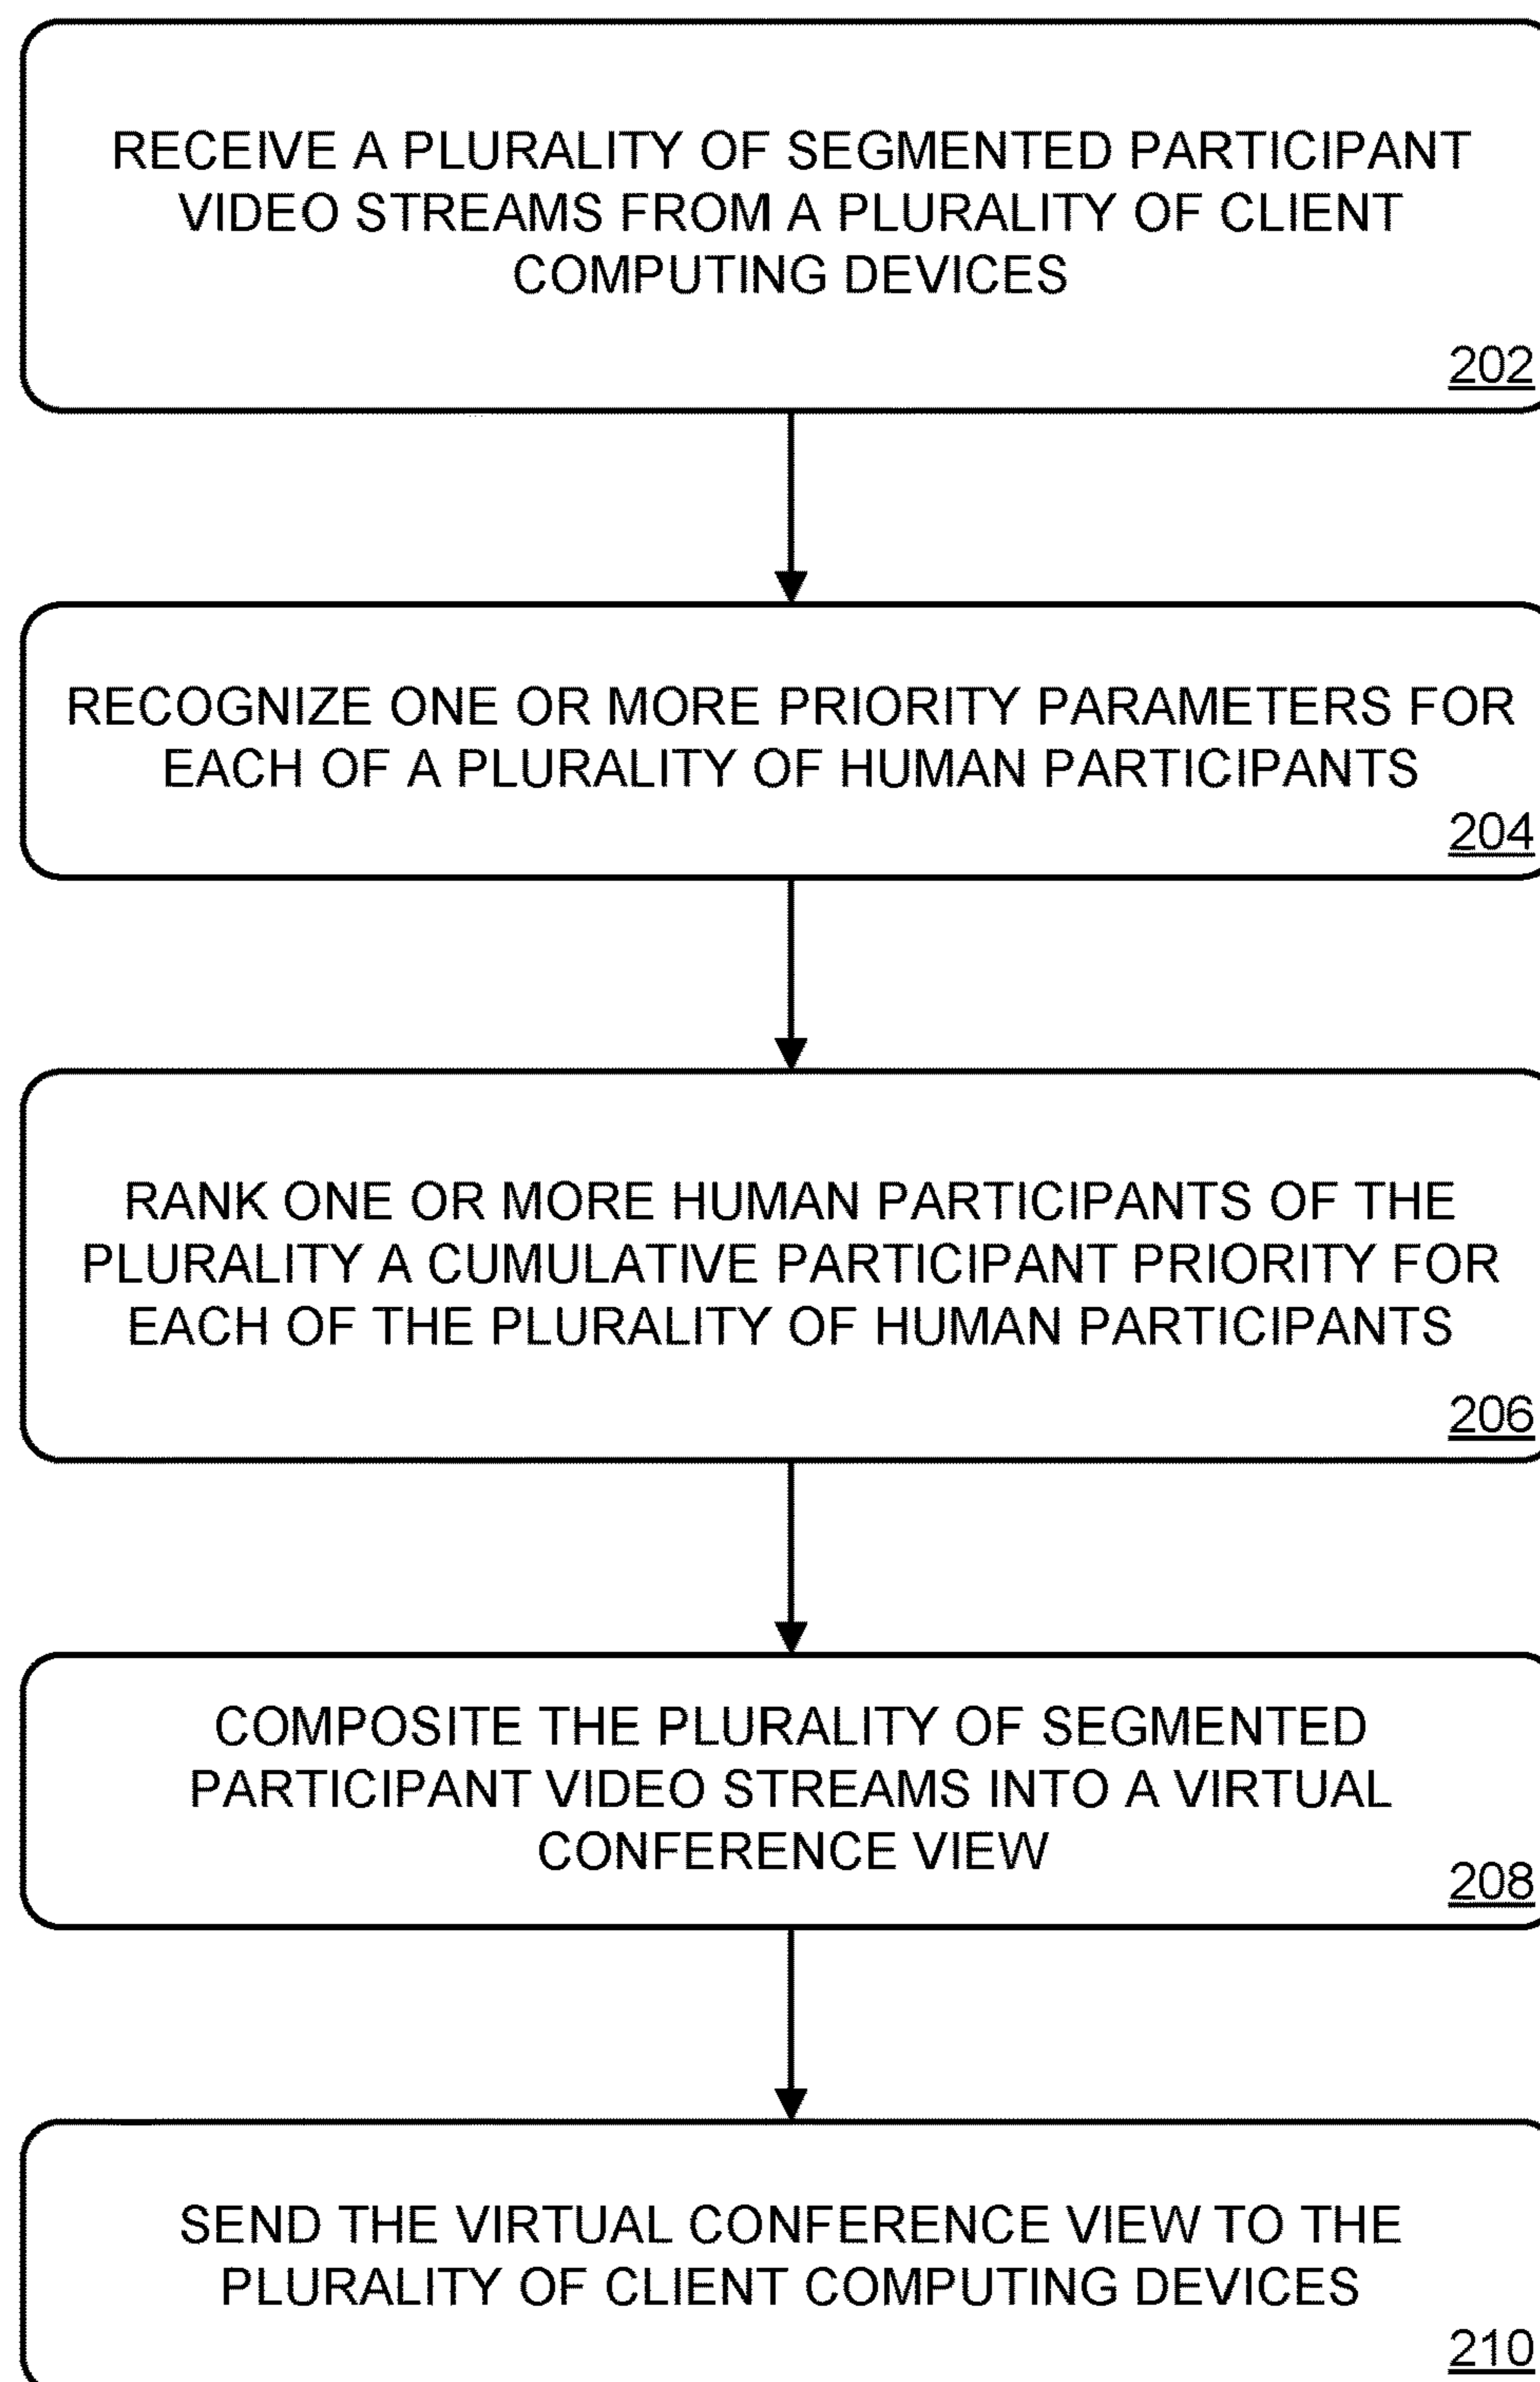 RECEIVE A PLURALITY OF SEGMENTED PARTICIPANT
VIDEO STREAMS FROM A PLURALITY OF CLIENT
COMPUTING DEVICES
202
RECOGNIZE ONE OR MORE PRIORITY PARAMETERS FOR
EACH OF A PLURALITY OF HUMAN PARTICIPANTS
204
RANK ONE OR MORE HUMAN PARTICIPANTS OF THE
PLURALITY A CUMULATIVE PARTICIPANT PRIORITY FOR
EACH OF THE PLURALITY OF HUMAN PARTICIPANTS
206
COMPOSITE THE PLURALITY OF SEGMENTED
PARTICIPANT VIDEO STREAMS INTO A VIRTUAL
CONFERENCE VIEW
208
SEND THE VIRTUAL CONFERENCE VIEW TO THE
PLURALITY OF CLIENT COMPUTING DEVICES
210